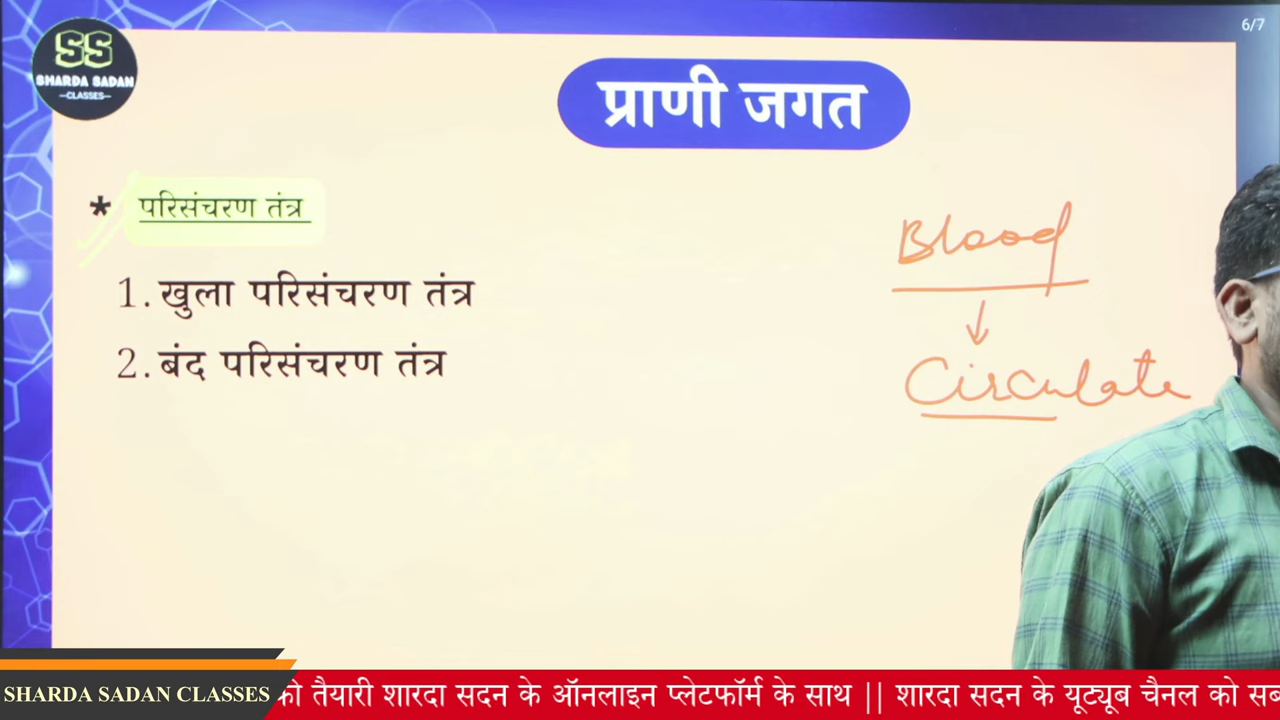 6/7
SS
SHARDA SADAN
—CLASSES—
प्राणी जगत
* परिसंचरण तंत्र
1. खुला परिसंचरण तंत्र
2. बंद परिसंचरण तंत्र
Blood
↓
Circulate
SHARDA SADAN CLASSES
की तैयारी शारदा सदन के ऑनलाइन प्लेटफॉर्म के साथ || शारदा सदन के यूट्यूब चैनल को सब